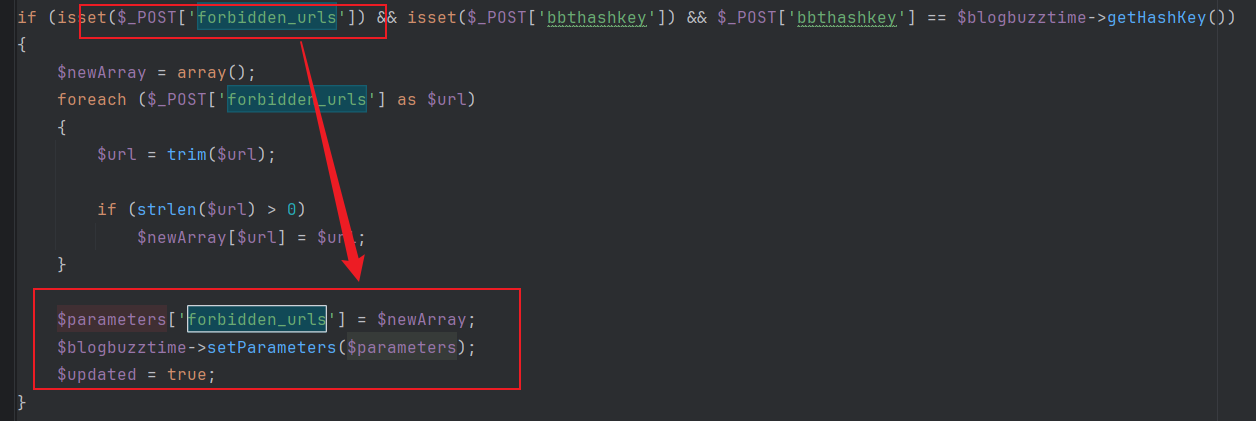 if (isset($_POST['forbidden_urls']) && isset($_POST['bbthashkey']) && $_POST['bbthashkey'] == $blogbuzztime->getHashKey())
{
    $newArray = array();
    foreach ($_POST['forbidden_urls'] as $url)
    {
        $url = trim($url);
        if (strlen($url) > 0)
            $newArray[$url] = $url;
    }
    $parameters['forbidden_urls'] = $newArray;
    $blogbuzztime->setParameters($parameters);
    $updated = true;
}